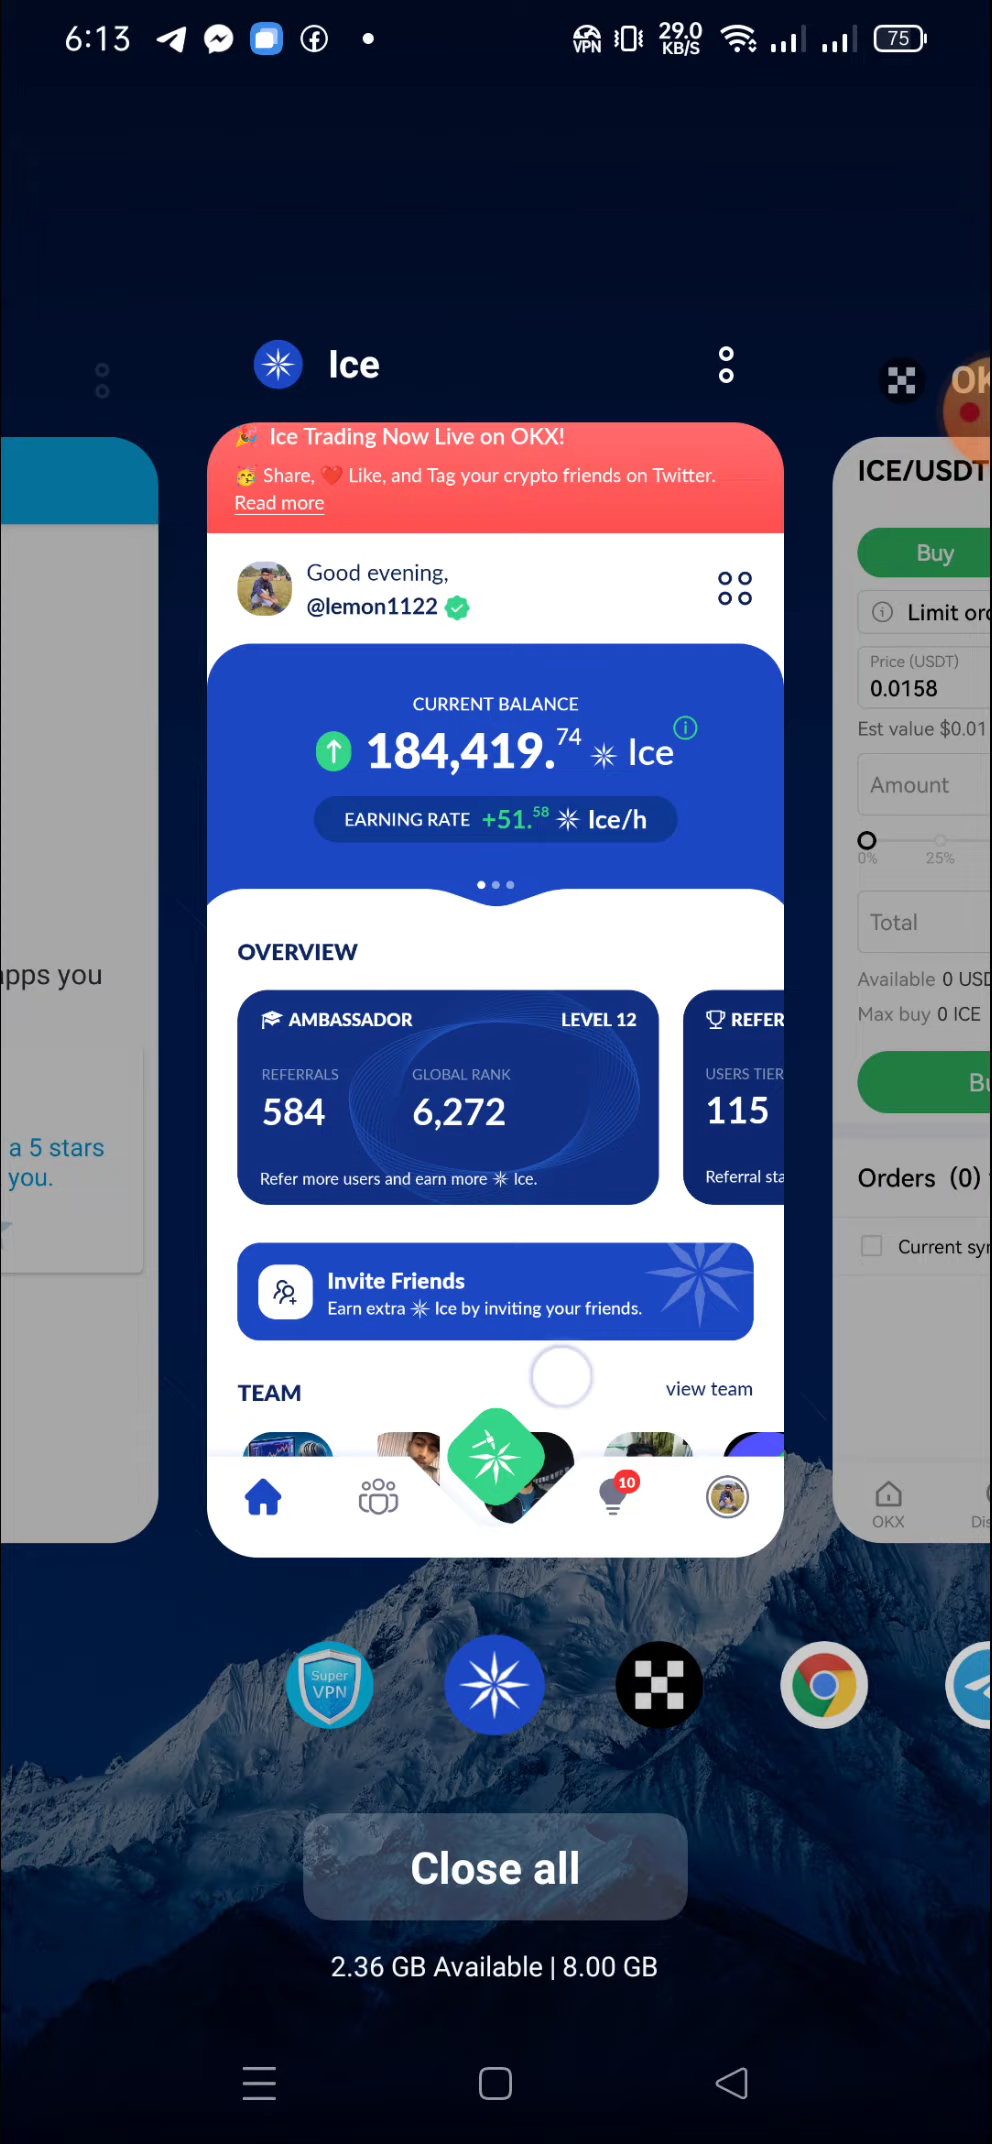 6:13
VPN
29.0
KB/S
75
Ice
🎉 Ice Trading Now Live on OKX!
🥳 Share, ❤️ Like, and Tag your crypto friends on Twitter.
Read more
Good evening,
@lemon1122
CURRENT BALANCE
184,419.74 Ice
EARNING RATE +51.58 Ice/h
OVERVIEW
AMBASSADOR LEVEL 12
REFERRALS GLOBAL RANK
584 6,272
Refer more users and earn more Ice.
REFER
USERS TIER
115
Referral sta
Invite Friends
Earn extra Ice by inviting your friends.
TEAM view team
10
apps you
a 5 stars
you.
OK
ICE/USDT
Buy
Limit ord
Price (USDT)
0.0158
Est value $0.01
Amount
0% 25%
Total
Available 0 USD
Max buy 0 ICE
Bu
Orders (0)
Current syr
OKX Dis
Super
VPN
Close all
2.36 GB Available | 8.00 GB